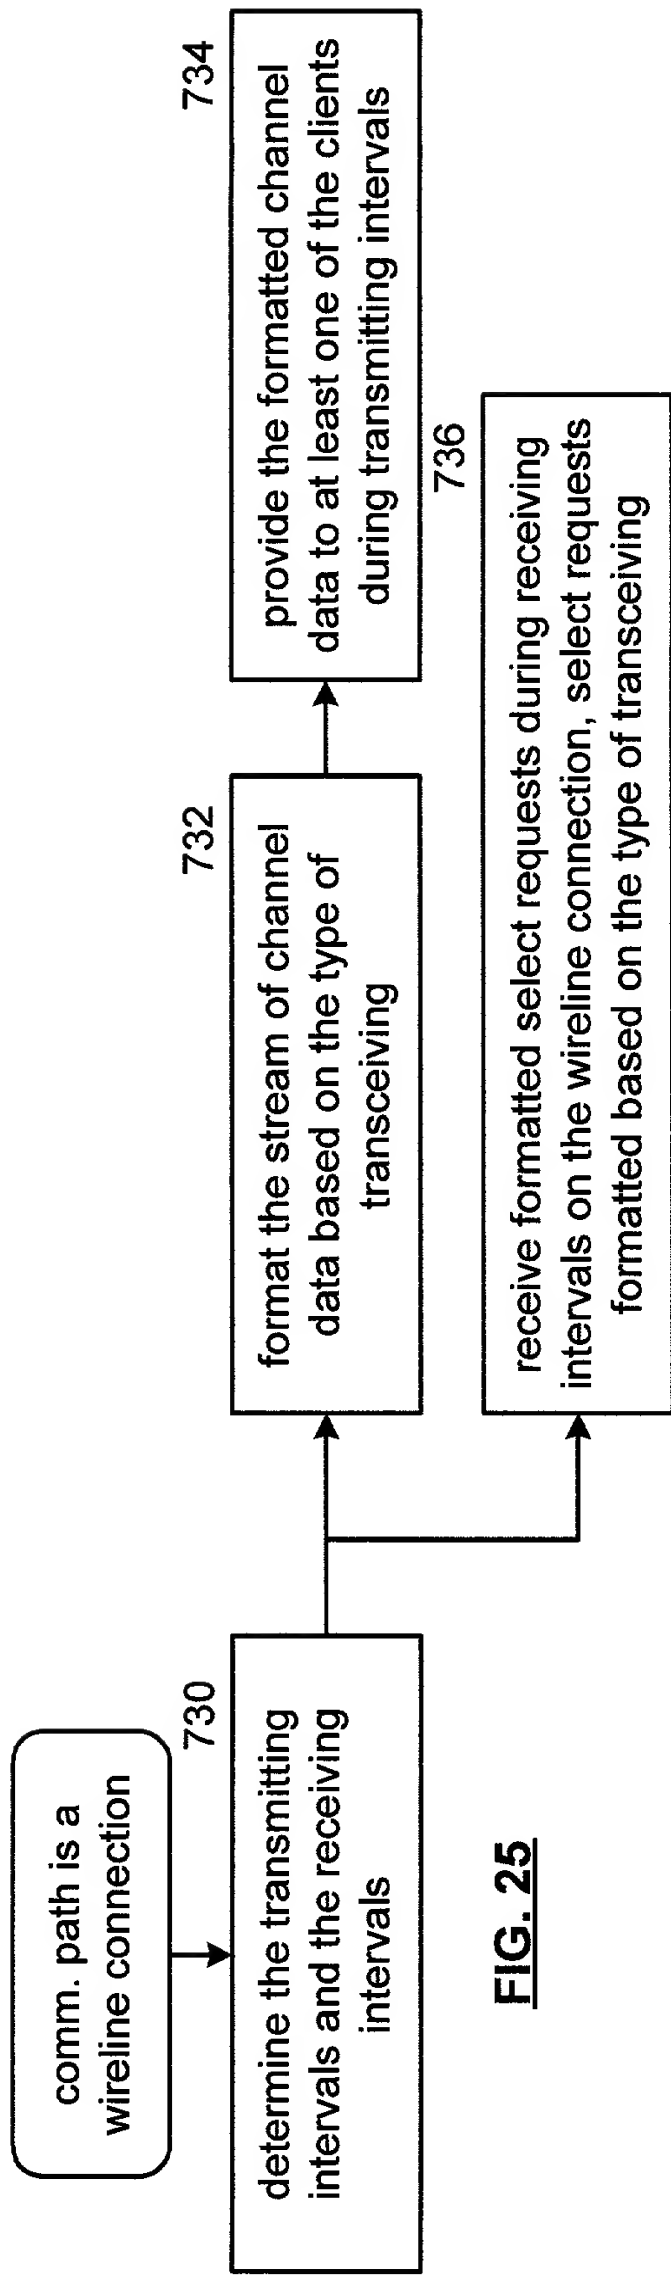 comm. path is a
wireline connection
730
determine the transmitting
intervals and the receiving
intervals
732
format the stream of channel
data based on the type of
transceiving
734
provide the formatted channel
data to at least one of the clients
during transmitting intervals
736
receive formatted select requests during receiving
intervals on the wireline connection, select requests
formatted based on the type of transceiving
FIG. 25